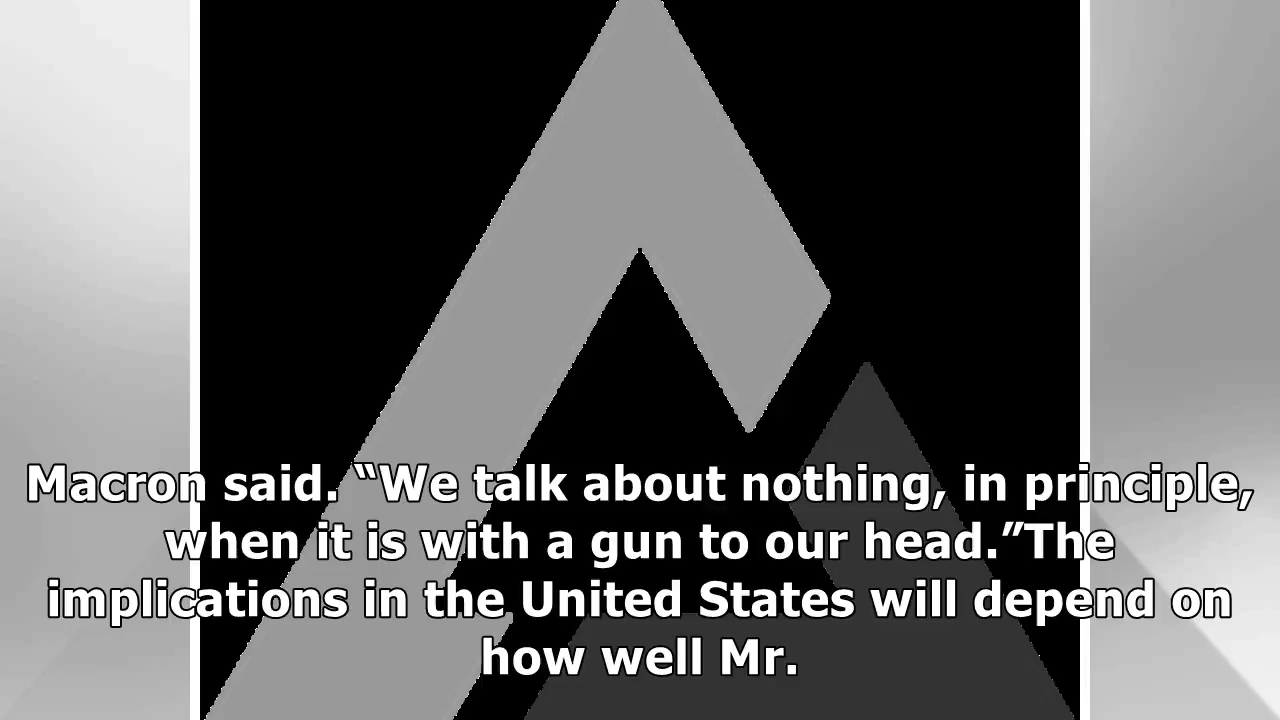 Macron said. “We talk about nothing, in principle,
when it is with a gun to our head.”The
implications in the United States will depend on
how well Mr.